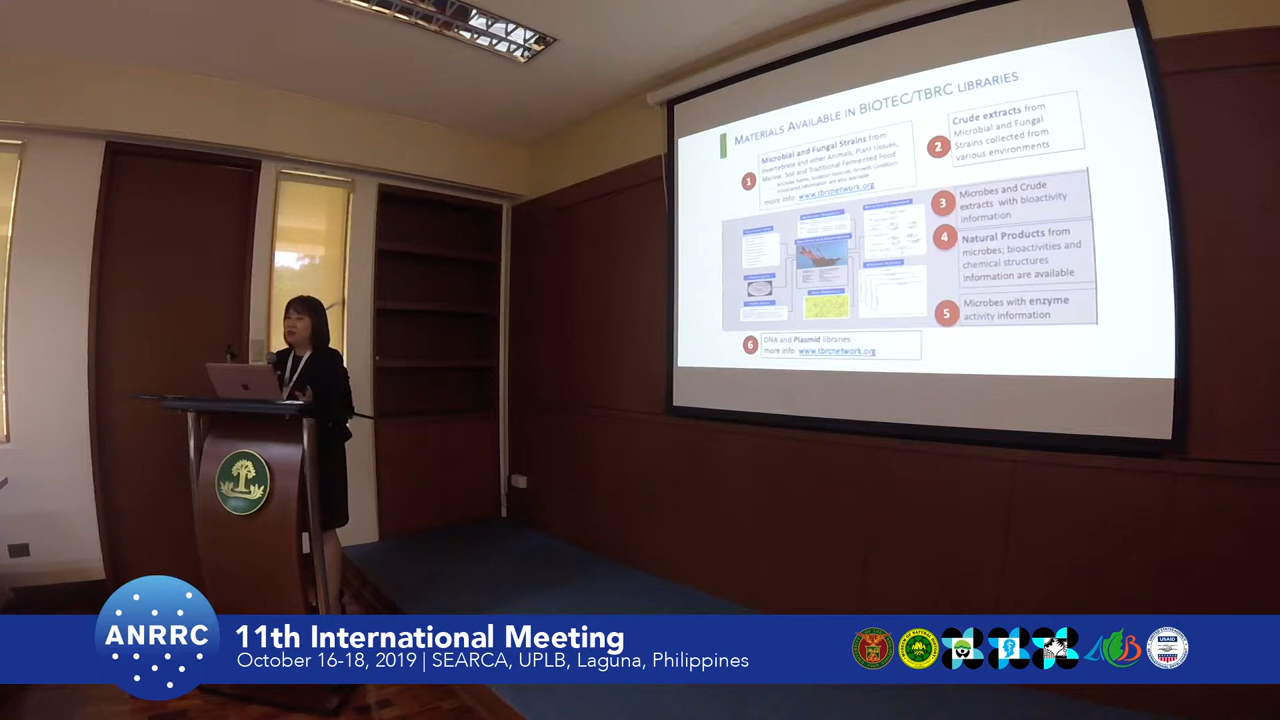 MATERIALS AVAILABLE IN BIOTEC/TBRC LIBRARIES
1
Microbial and Fungal Strains from
Invertebrate and other Animals, Plant tissues,
Marine, Soil and Traditional Fermented Food
more info: www.tbrcnetwork.org
2
Crude extracts from
Microbial and Fungal
Strains collected from
various environments
3
Microbes and Crude
extracts with bioactivity
information
4
Natural Products from
microbes; bioactivities and
chemical structures
information are available
5
Microbes with enzyme
activity information
6
DNA and Plasmid libraries
more info: www.tbrcnetwork.org
ANRRC
11th International Meeting
October 16-18, 2019 | SEARCA, UPLB, Laguna, Philippines
USAID